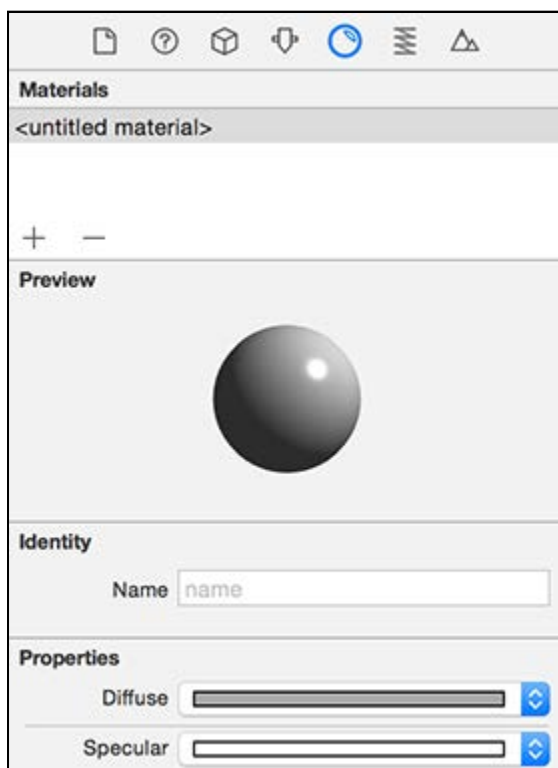 Materials
<untitled material>
Preview
Identity
Name name
Properties
Diffuse
Specular